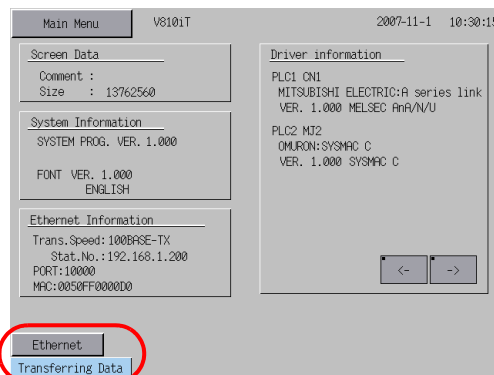 Main Menu V810iT 2007-11-1 10:30:15
Screen Data
Comment :
Size : 13762560
System Information
SYSTEM PROG. VER. 1.000
FONT VER. 1.000
ENGLISH
Ethernet Information
Trans.Speed:100BASE-TX
Stat.No.:192.168.1.200
PORT:10000
MAC:0050FF0000D0
Driver information
PLC1 CN1
MITSUBISHI ELECTRIC:A series link
VER. 1.000 MELSEC AnA/N/U
PLC2 MJ2
OMURON:SYSMAC C
VER. 1.000 SYSMAC C
<- ->
Ethernet
Transferring Data